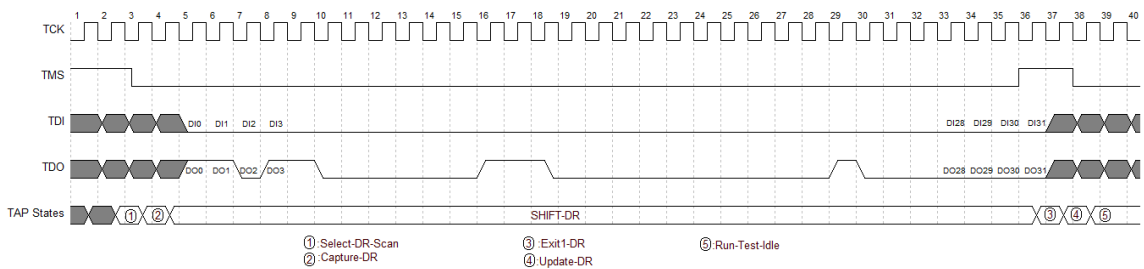 1 2 3 4 5 6 7 8 9 10 11 12 13 14 15 16 17 18 19 20 21 22 23 24 25 26 27 28 29 30 31 32 33 34 35 36 37 38 39 40
TCK
TMS
TDI DI0 DI1 DI2 DI3 DI28 DI29 DI30 DI31
TDO DO0 DO1 DO2 DO3 DO28 DO29 DO30 DO31
TAP States ① ② SHIFT-DR ③ ④ ⑤
①:Select-DR-Scan ③:Exit1-DR ⑤:Run-Test-Idle
②:Capture-DR ④:Update-DR